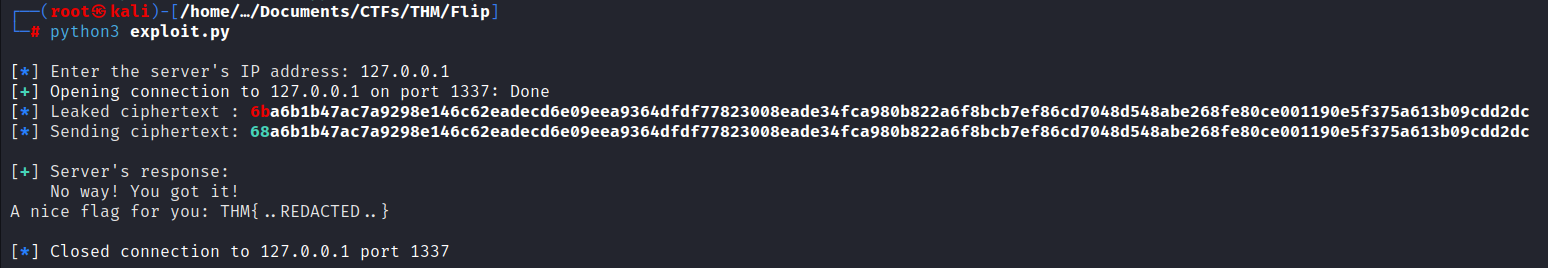 ┌──(root㉿kali)-[/home/…/Documents/CTFs/THM/Flip]
└─# python3 exploit.py
[*] Enter the server's IP address: 127.0.0.1
[+] Opening connection to 127.0.0.1 on port 1337: Done
[*] Leaked ciphertext : 6ba6b1b47ac7a9298e146c62eadecd6e09eea9364dfdf77823008eade34fca980b822a6f8bcb7ef86cd7048d548abe268fe80ce001190e5f375a613b09cdd2dc
[*] Sending ciphertext: 68a6b1b47ac7a9298e146c62eadecd6e09eea9364dfdf77823008eade34fca980b822a6f8bcb7ef86cd7048d548abe268fe80ce001190e5f375a613b09cdd2dc
[+] Server's response:
    No way! You got it!
A nice flag for you: THM{..REDACTED..}
[*] Closed connection to 127.0.0.1 port 1337